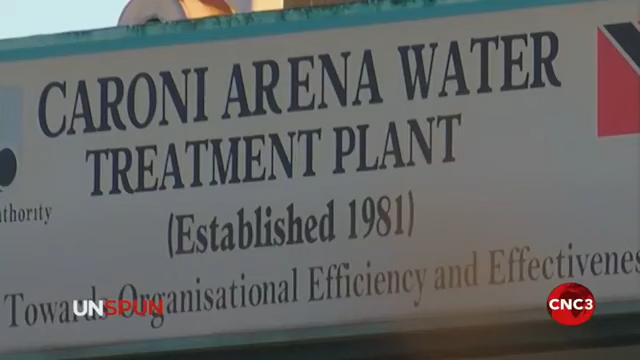 CARONI ARENA WATER
TREATMENT PLANT
uthority
(Established 1981)
Towards Organisational Efficiency and Effectivenes
UNSPUN
CNC3